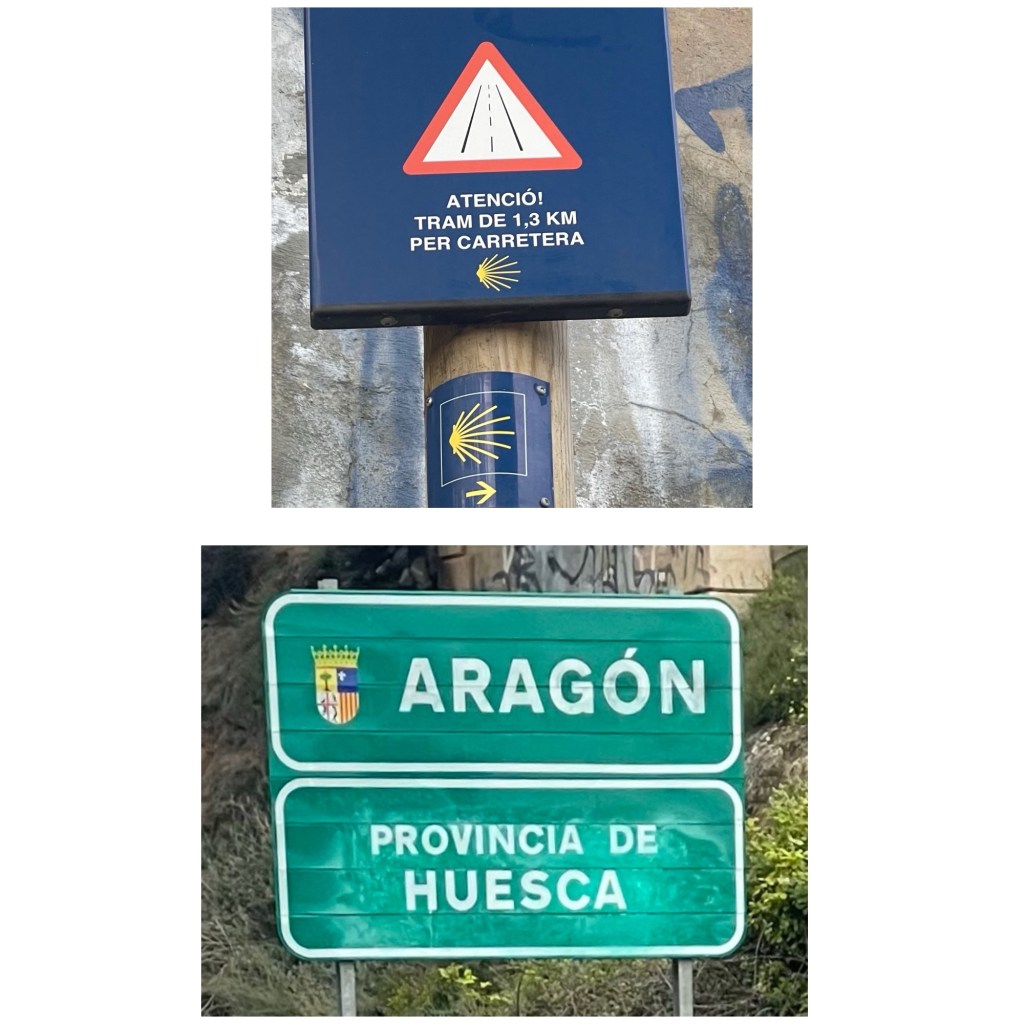 ATENCIÓ!
TRAM DE 1,3 KM
PER CARRETERA
ARAGÓN
PROVINCIA DE
HUESCA